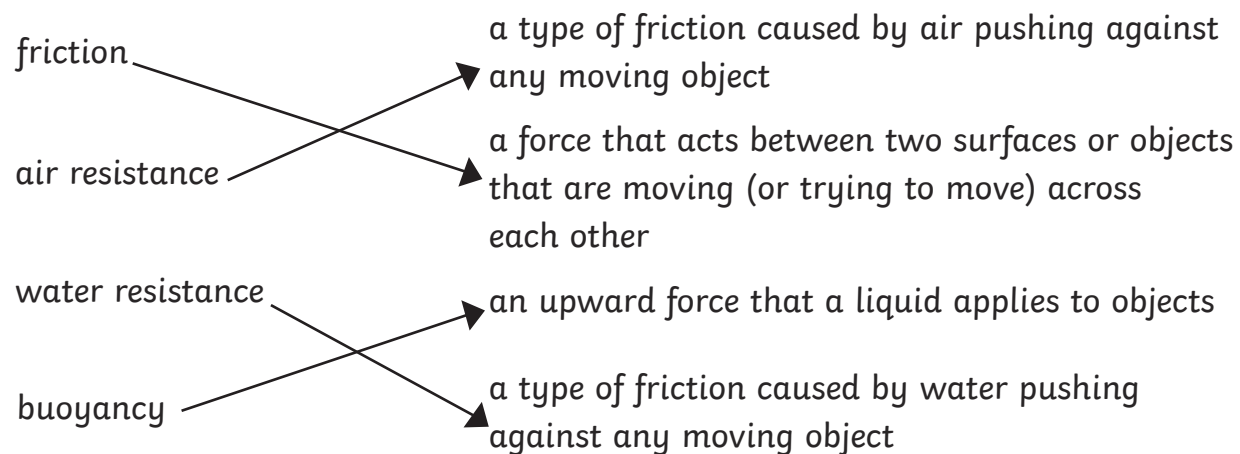 friction
air resistance
water resistance
buoyancy
a type of friction caused by air pushing against
any moving object
a force that acts between two surfaces or objects
that are moving (or trying to move) across
each other
an upward force that a liquid applies to objects
a type of friction caused by water pushing
against any moving object